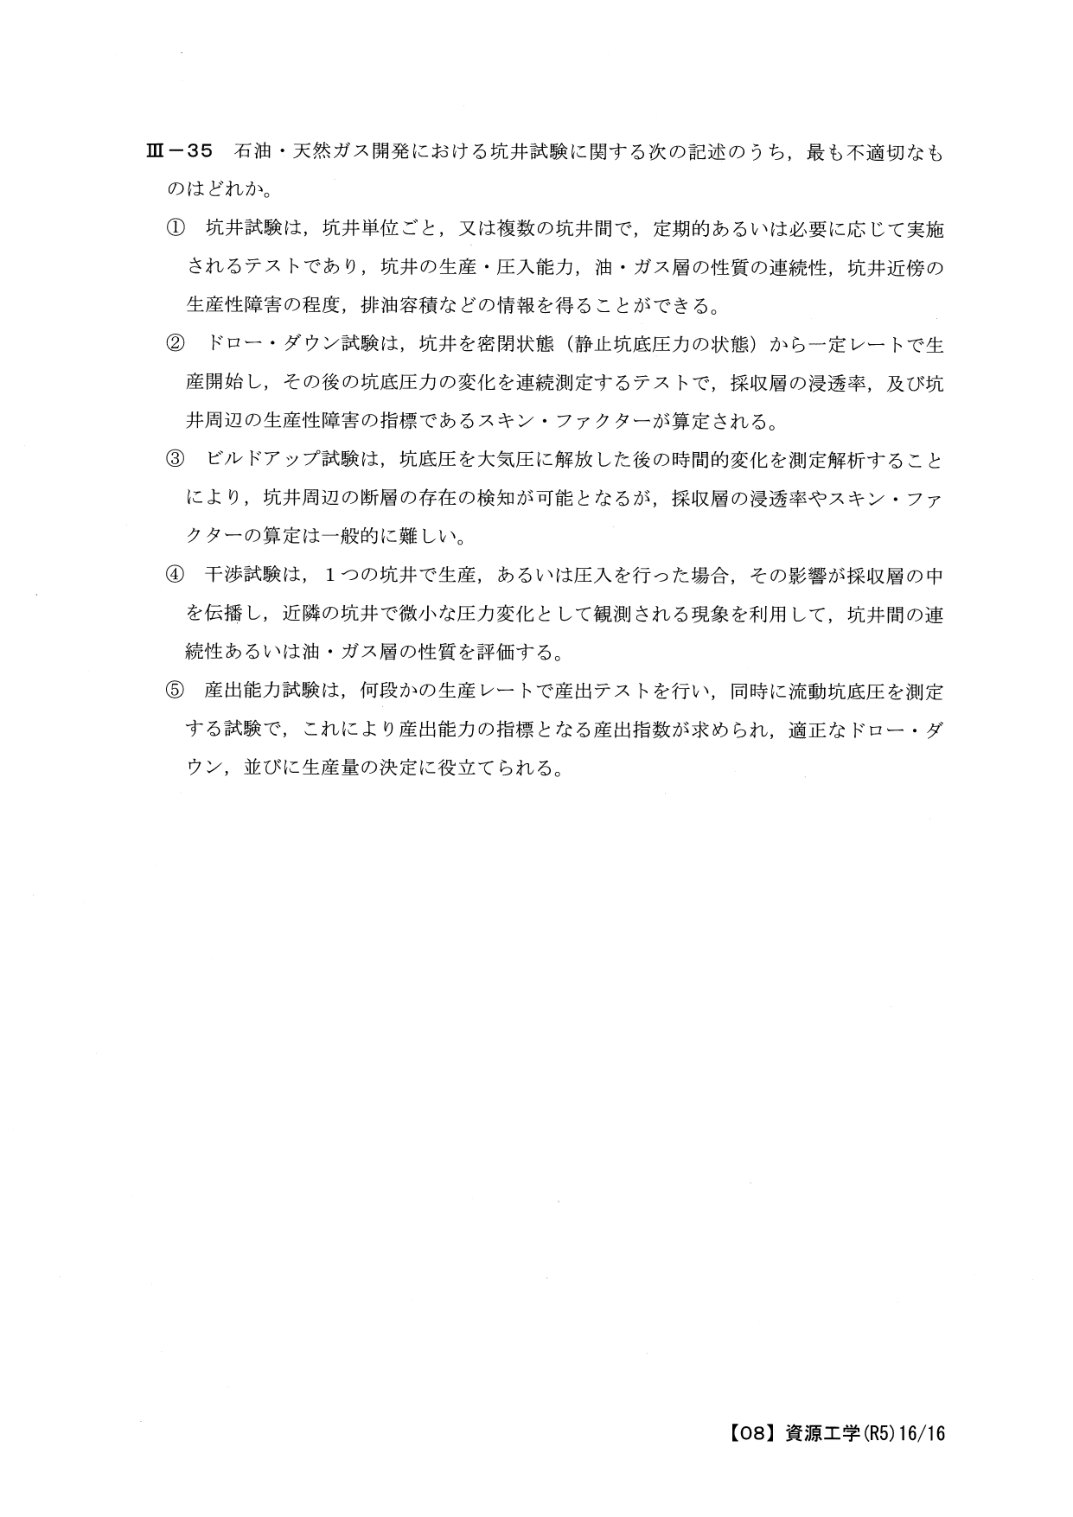 Ⅲ－35　石油・天然ガス開発における坑井試験に関する次の記述のうち，最も不適切なも
のはどれか。
①　坑井試験は，坑井単位ごと，又は複数の坑井間で，定期的あるいは必要に応じて実施
されるテストであり，坑井の生産・圧入能力，油・ガス層の性質の連続性，坑井近傍の
生産性障害の程度，排油容積などの情報を得ることができる。
②　ドロー・ダウン試験は，坑井を密閉状態（静止坑底圧力の状態）から一定レートで生
産開始し，その後の坑底圧力の変化を連続測定するテストで，採収層の浸透率，及び坑
井周辺の生産性障害の指標であるスキン・ファクターが算定される。
③　ビルドアップ試験は，坑底圧を大気圧に解放した後の時間的変化を測定解析すること
により，坑井周辺の断層の存在の検知が可能となるが，採収層の浸透率やスキン・ファ
クターの算定は一般的に難しい。
④　干渉試験は，１つの坑井で生産，あるいは圧入を行った場合，その影響が採収層の中
を伝播し，近隣の坑井で微小な圧力変化として観測される現象を利用して，坑井間の連
続性あるいは油・ガス層の性質を評価する。
⑤　産出能力試験は，何段かの生産レートで産出テストを行い，同時に流動坑底圧を測定
する試験で，これにより産出能力の指標となる産出指数が求められ，適正なドロー・ダ
ウン，並びに生産量の決定に役立てられる。
【08】資源工学(R5)16/16